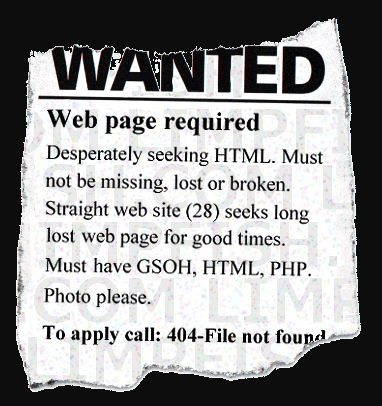 WANTED
Web page required
Desperately seeking HTML. Must
not be missing, lost or broken.
Straight web site (28) seeks long
lost web page for good times.
Must have GSOH, HTML, PHP.
Photo please.
To apply call: 404-File not found